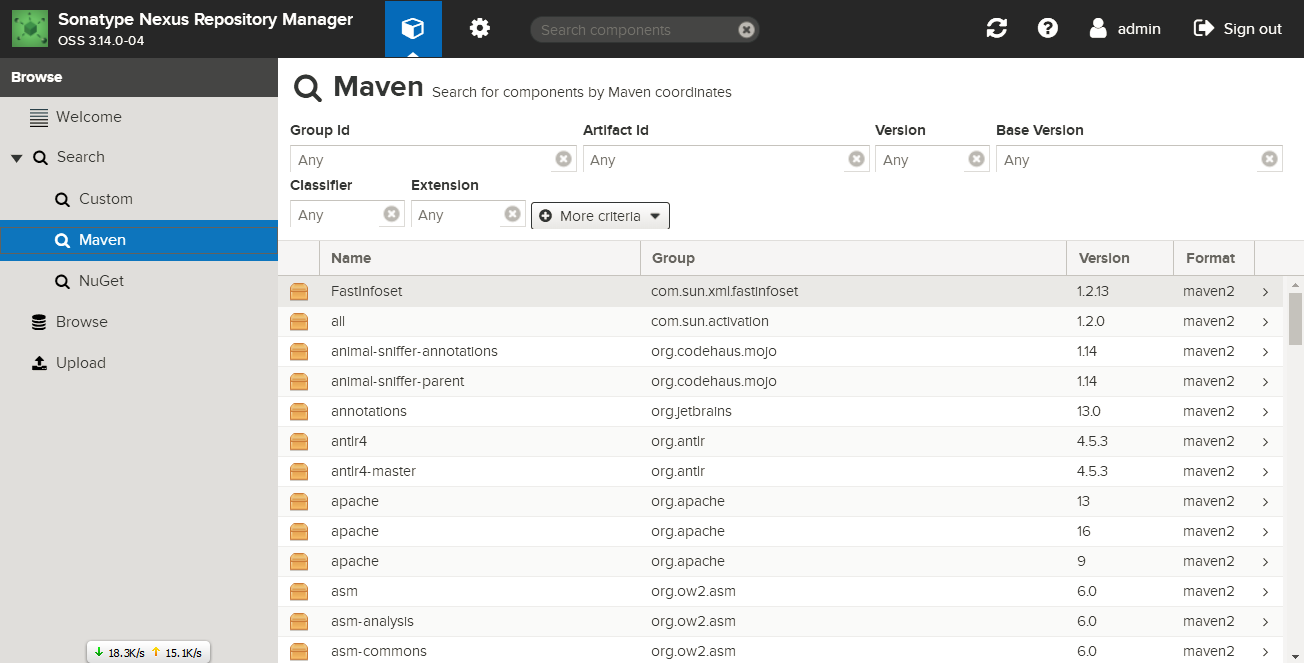 Sonatype Nexus Repository Manager
OSS 3.14.0-04
Search components
admin
Sign out
Browse
Welcome
Search
Custom
Maven
NuGet
Browse
Upload
Maven Search for components by Maven coordinates
Group Id Artifact Id Version Base Version
Any Any Any Any
Classifier Extension
Any Any More criteria
Name Group Version Format
FastInfoset com.sun.xml.fastinfoset 1.2.13 maven2
all com.sun.activation 1.2.0 maven2
animal-sniffer-annotations org.codehaus.mojo 1.14 maven2
animal-sniffer-parent org.codehaus.mojo 1.14 maven2
annotations org.jetbrains 13.0 maven2
antlr4 org.antlr 4.5.3 maven2
antlr4-master org.antlr 4.5.3 maven2
apache org.apache 13 maven2
apache org.apache 16 maven2
apache org.apache 9 maven2
asm org.ow2.asm 6.0 maven2
asm-analysis org.ow2.asm 6.0 maven2
asm-commons org.ow2.asm 6.0 maven2
18.3K/s 15.1K/s